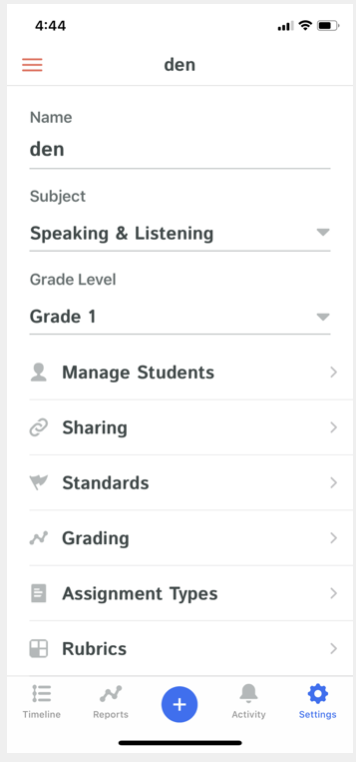 4:44
den
Name
den
Subject
Speaking & Listening
Grade Level
Grade 1
Manage Students
Sharing
Standards
Grading
Assignment Types
Rubrics
Timeline Reports + Activity Settings